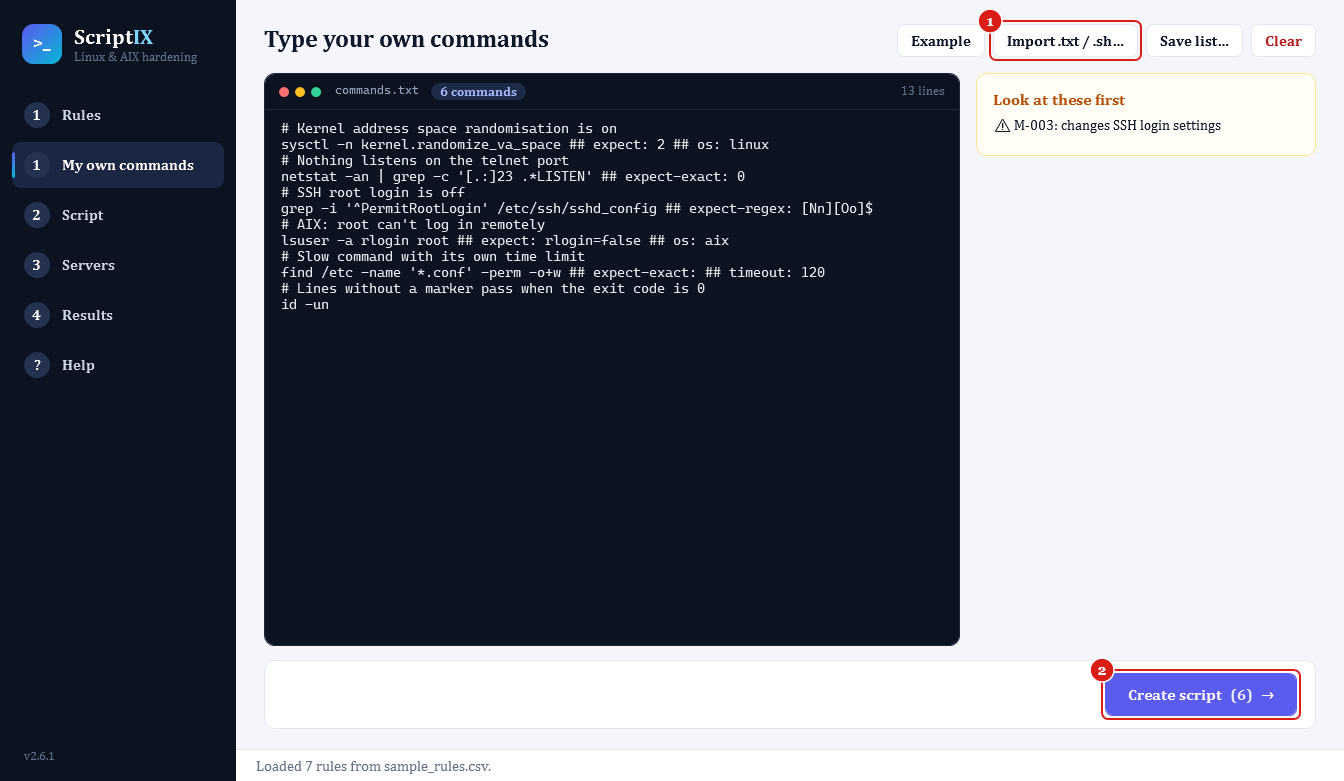 >_
ScriptIX
Linux & AIX hardening
1 Rules
1 My own commands
2 Script
3 Servers
4 Results
? Help
v2.6.1
Type your own commands
Example
1
Import .txt / .sh…
Save list…
Clear
commands.txt
6 commands
13 lines
# Kernel address space randomisation is on
sysctl -n kernel.randomize_va_space ## expect: 2 ## os: linux
# Nothing listens on the telnet port
netstat -an | grep -c '[.:]23 .*LISTEN' ## expect-exact: 0
# SSH root login is off
grep -i '^PermitRootLogin' /etc/ssh/sshd_config ## expect-regex: [Nn][Oo]$
# AIX: root can't log in remotely
lsuser -a rlogin root ## expect: rlogin=false ## os: aix
# Slow command with its own time limit
find /etc -name '*.conf' -perm -o+w ## expect-exact: ## timeout: 120
# Lines without a marker pass when the exit code is 0
id -un
Look at these first
⚠ M-003: changes SSH login settings
2
Create script (6) →
Loaded 7 rules from sample_rules.csv.